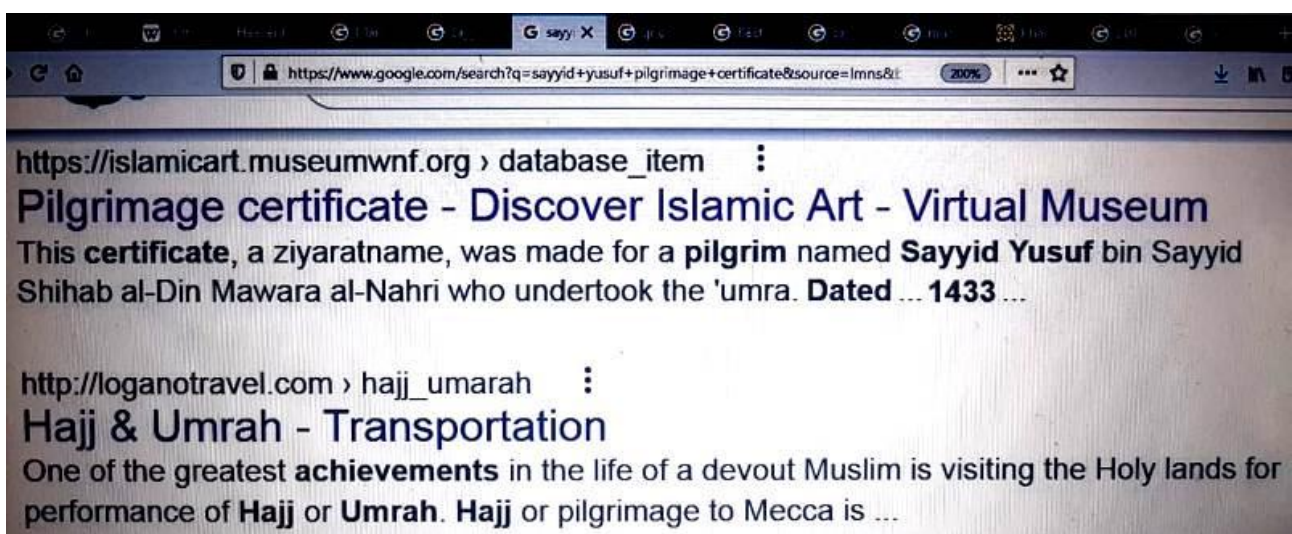 sayy
https://www.google.com/search?q=sayyid+yusuf+pilgrimage+certificate&source=lmns&t
200%
https://islamicart.museumwnf.org › database_item
Pilgrimage certificate - Discover Islamic Art - Virtual Museum
This certificate, a ziyaratname, was made for a pilgrim named Sayyid Yusuf bin Sayyid
Shihab al-Din Mawara al-Nahri who undertook the 'umra. Dated ... 1433 ...
http://loganotravel.com › hajj_umarah
Hajj & Umrah - Transportation
One of the greatest achievements in the life of a devout Muslim is visiting the Holy lands for
performance of Hajj or Umrah. Hajj or pilgrimage to Mecca is ...